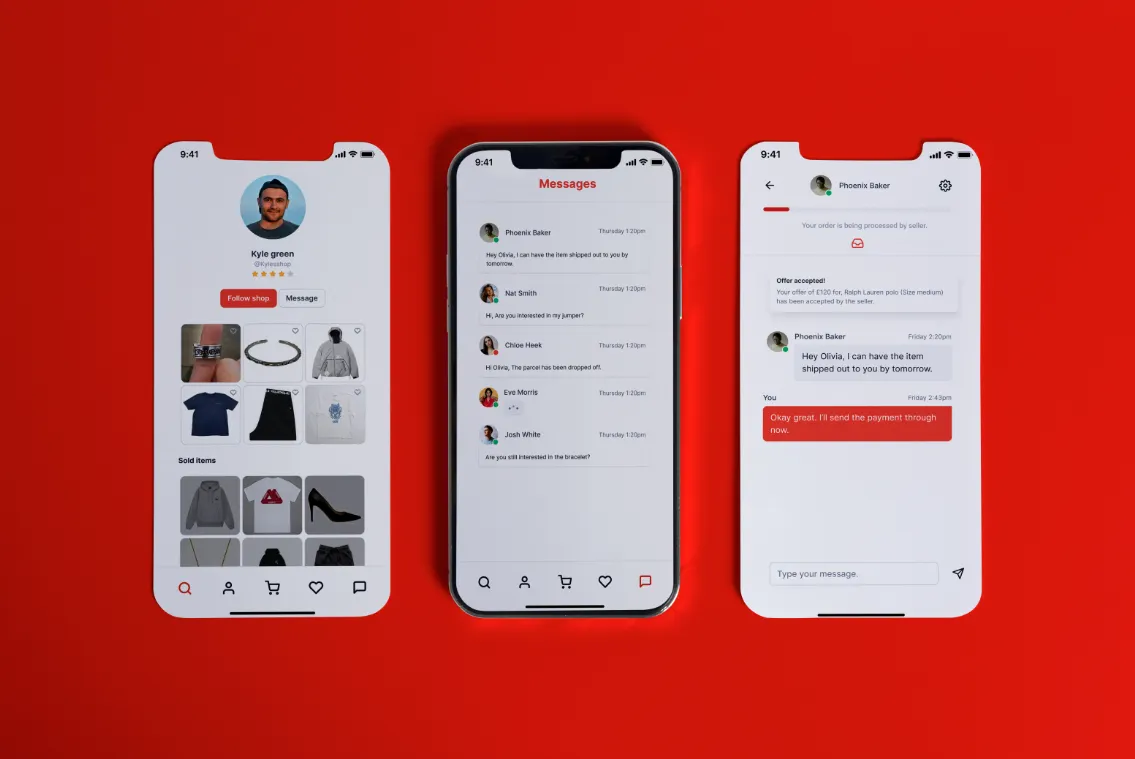 9:41
Kyle green
@Kylesshop
Follow shop
Message
Sold items
9:41
Messages
Phoenix Baker
Thursday 1:20pm
Hey Olivia, I can have the item shipped out to you by
tomorrow.
Nat Smith
Thursday 1:20pm
Hi, Are you interested in my jumper?
Chloe Heek
Thursday 1:20pm
Hi Olivia, The parcel has been dropped off.
Eve Morris
Thursday 1:20pm
Josh White
Thursday 1:20pm
Are you still interested in the bracelet?
9:41
Phoenix Baker
Your order is being processed by seller.
Offer accepted!
Your offer of £120 for, Ralph Lauren polo (Size medium)
has been accepted by the seller.
Phoenix Baker
Friday 2:20pm
Hey Olivia, I can have the item
shipped out to you by tomorrow.
You
Friday 2:43pm
Okay great. I'll send the payment through
now.
Type your message.